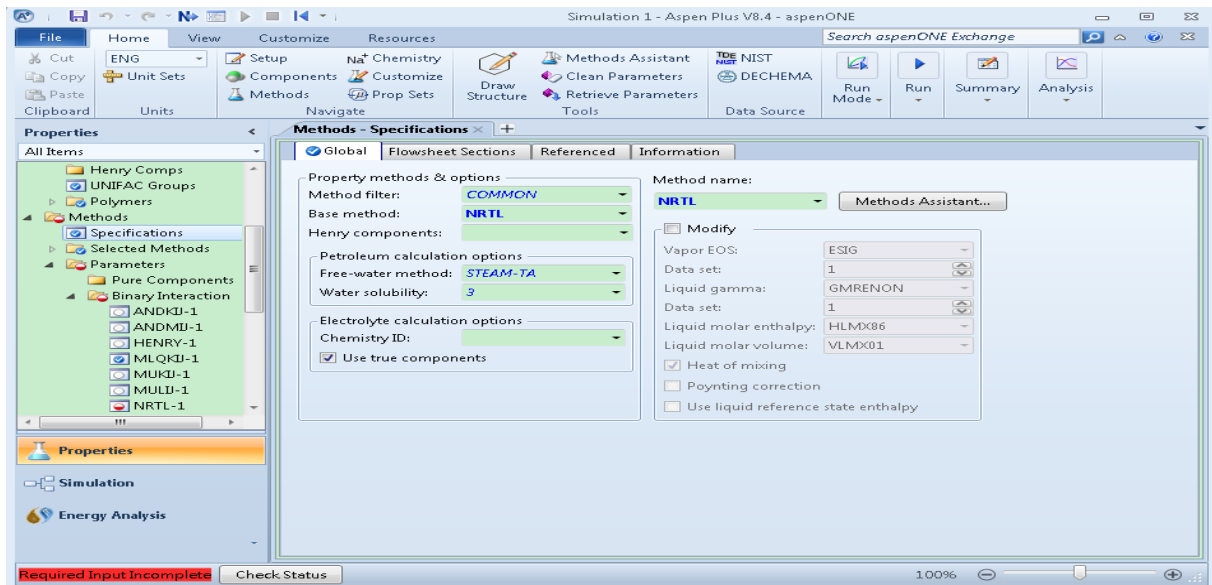 Simulation 1 - Aspen Plus V8.4 - aspenONE
File Home View Customize Resources Search aspenONE Exchange
Cut ENG Setup Na+ Chemistry Methods Assistant TDE NIST NIST
Copy Unit Sets Components Customize Clean Parameters DECHEMA
Paste Methods Prop Sets Draw Structure Retrieve Parameters Run Mode Run Summary Analysis
Clipboard Units Navigate Tools Data Source
Properties Methods - Specifications
All Items Global Flowsheet Sections Referenced Information
Henry Comps
UNIFAC Groups
Polymers
Methods
Specifications
Selected Methods
Parameters
Pure Components
Binary Interaction
ANDKIJ-1
ANDMIJ-1
HENRY-1
MLQKIJ-1
MUKIJ-1
MULIJ-1
NRTL-1
Properties
Simulation
Energy Analysis
Property methods & options
Method filter: COMMON
Base method: NRTL
Henry components:
Petroleum calculation options
Free-water method: STEAM-TA
Water solubility: 3
Electrolyte calculation options
Chemistry ID:
Use true components
Method name:
NRTL Methods Assistant...
Modify
Vapor EOS: ESIG
Data set: 1
Liquid gamma: GMRENON
Data set: 1
Liquid molar enthalpy: HLMX86
Liquid molar volume: VLMX01
Heat of mixing
Poynting correction
Use liquid reference state enthalpy
Required Input Incomplete Check Status 100%